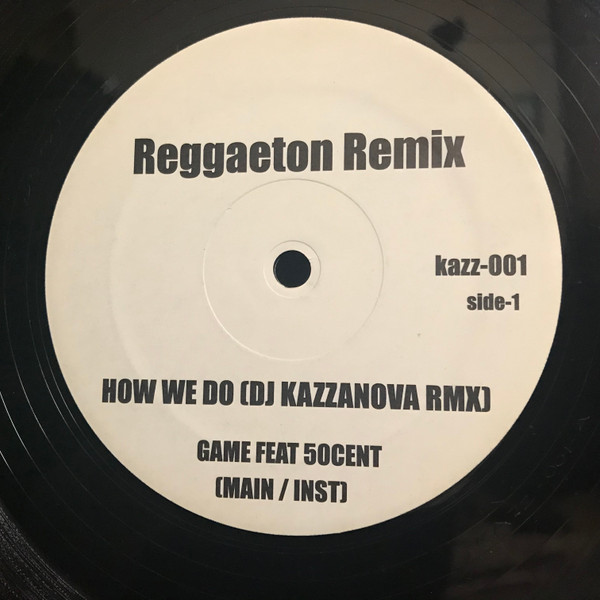 Reggaeton Remix
kazz-001
side-1
HOW WE DO (DJ KAZZANOVA RMX)
GAME FEAT 50CENT
(MAIN / INST)